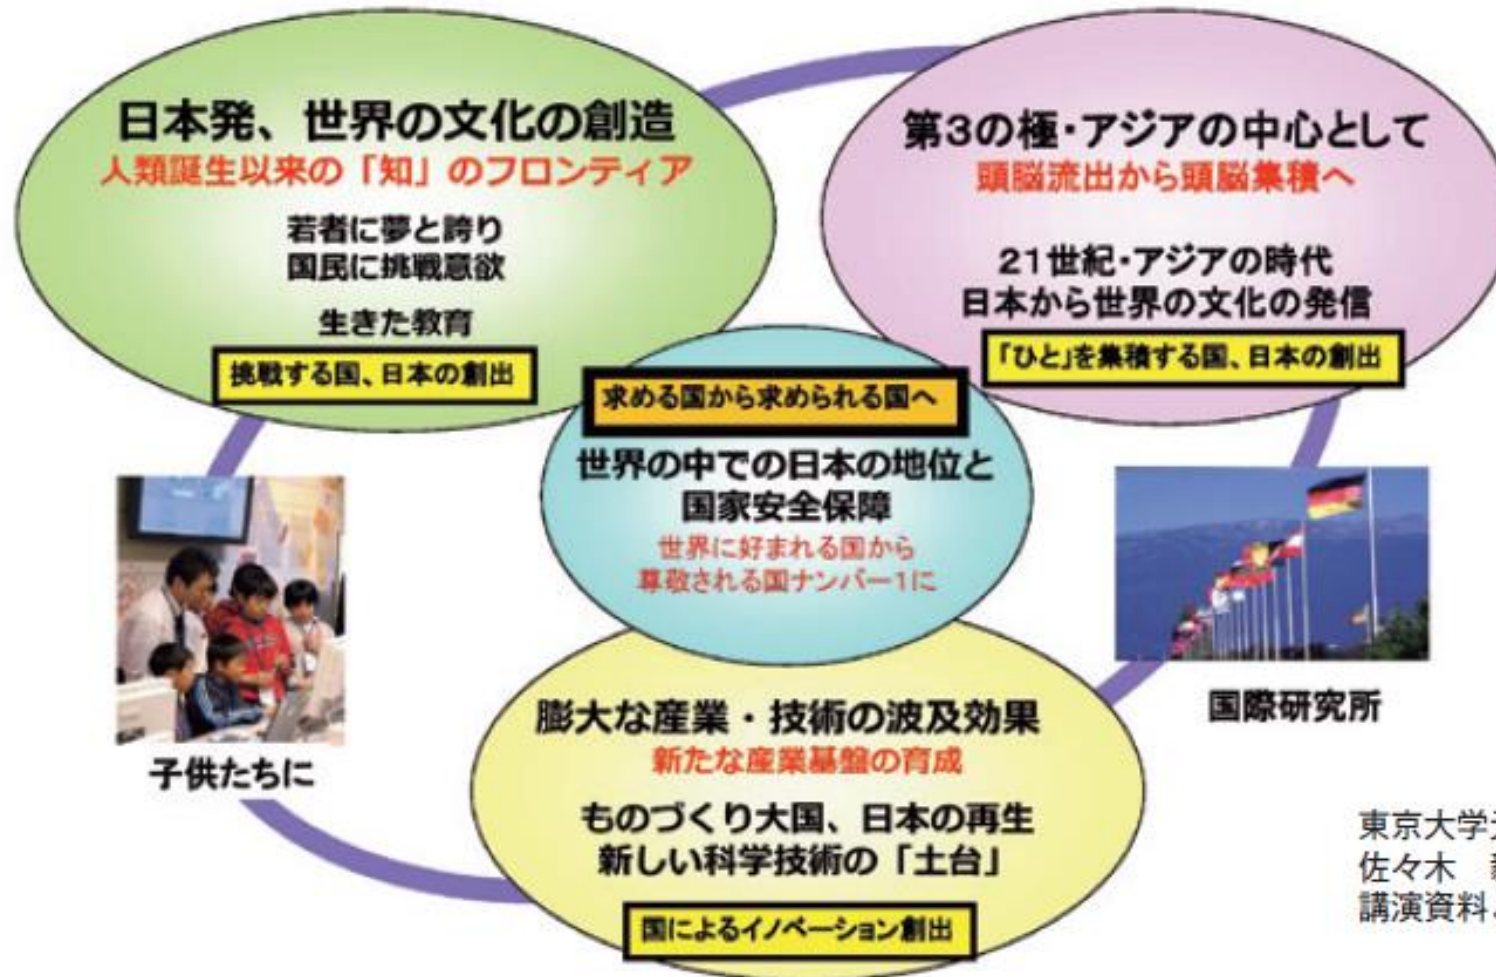 日本発、世界の文化の創造
人類誕生以来の「知」のフロンティア
若者に夢と誇り
国民に挑戦意欲
生きた教育
挑戦する国、日本の創出
第3の極・アジアの中心として
頭脳流出から頭脳集積へ
21世紀・アジアの時代
日本から世界の文化の発信
「ひと」を集積する国、日本の創出
求める国から求められる国へ
世界の中での日本の地位と
国家安全保障
世界に好まれる国から
尊敬される国ナンバー1に
子供たちに
国際研究所
膨大な産業・技術の波及効果
新たな産業基盤の育成
ものづくり大国、日本の再生
新しい科学技術の「土台」
国によるイノベーション創出
東京大学
佐々木
講演資料